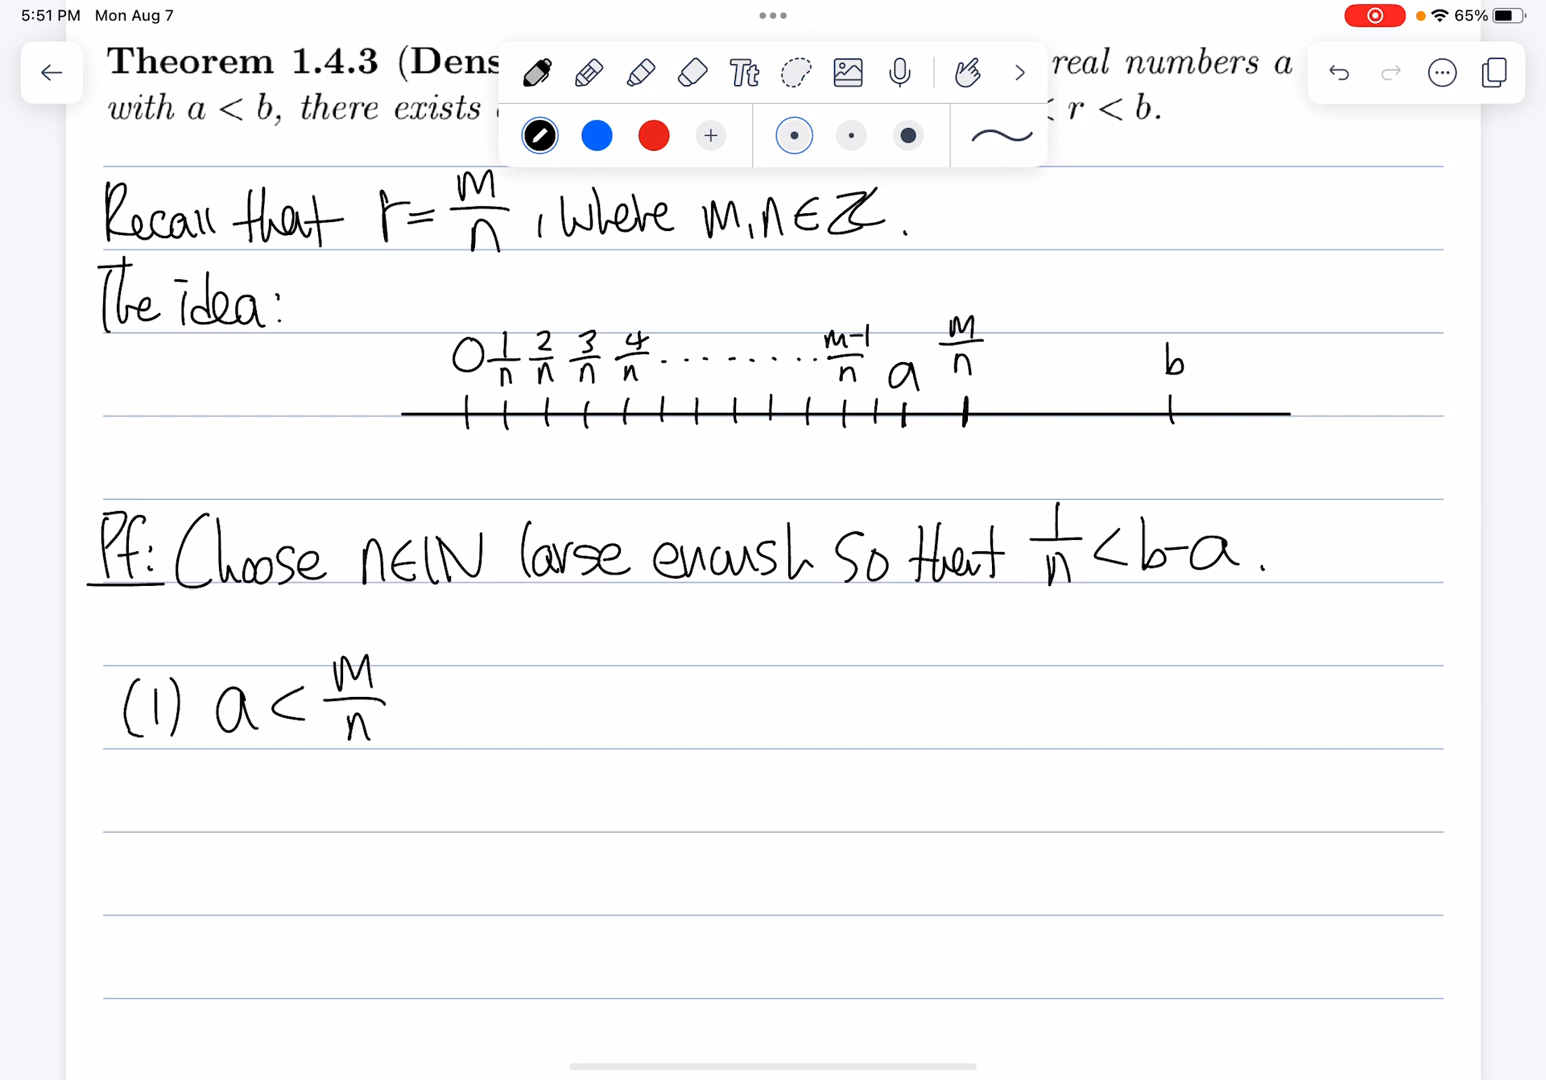 5:51 PM Mon Aug 7
65%
Theorem 1.4.3 (Dens real numbers a
with a < b, there exists < r < b.
Tt
Recall that r = m/n, where m, n ∈ ℤ.
The idea:
0 1/n 2/n 3/n 4/n ......... m-1/n a m/n b
Pf: Choose n ∈ ℕ large enough so that 1/n < b-a.
(1) a < m/n